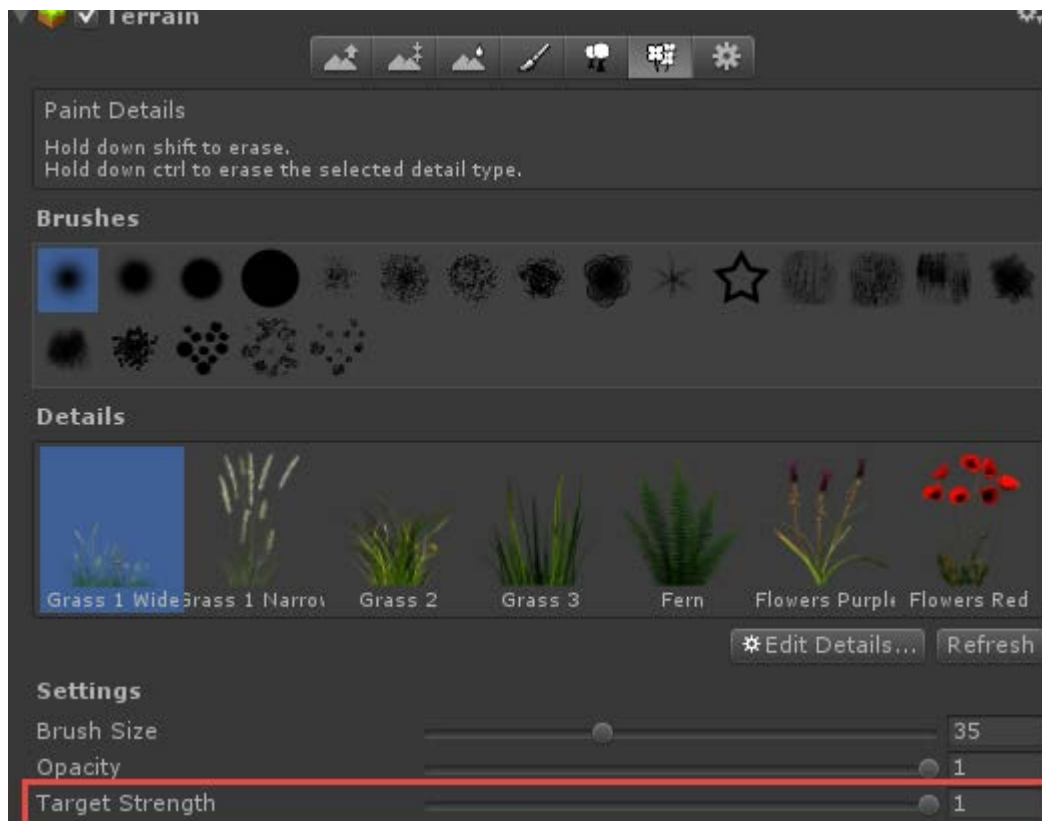 Terrain
Paint Details
Hold down shift to erase.
Hold down ctrl to erase the selected detail type.
Brushes
Details
Grass 1 Wide Grass 1 Narrow Grass 2 Grass 3 Fern Flowers Purple Flowers Red
Edit Details... Refresh
Settings
Brush Size 35
Opacity 1
Target Strength 1